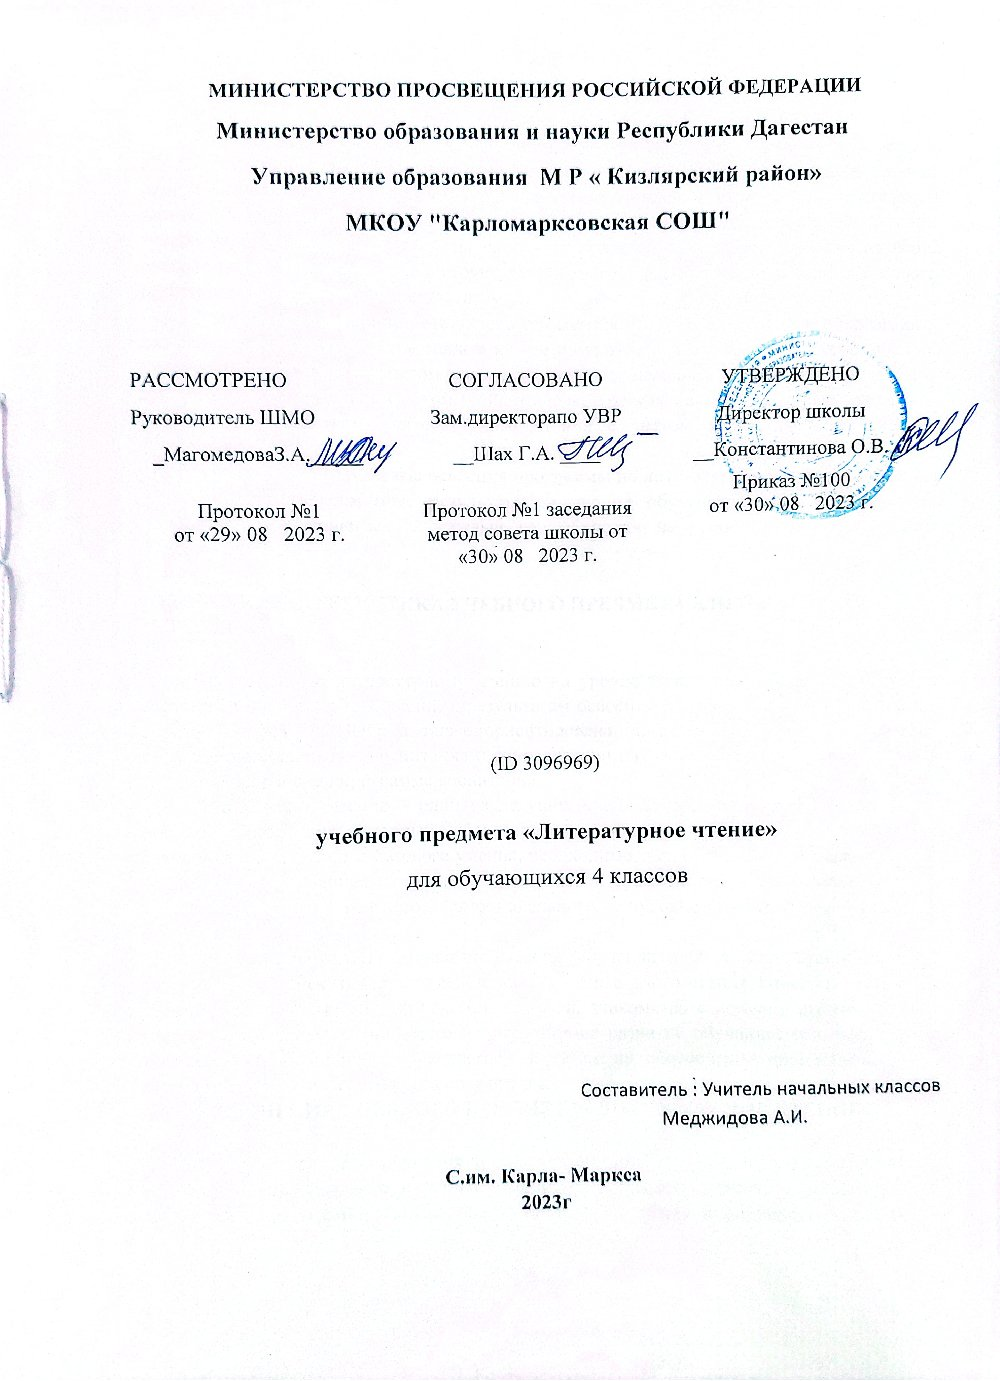 МИНИСТЕРСТВО ПРОСВЕЩЕНИЯ РОССИЙСКОЙ ФЕДЕРАЦИИ
Министерство образования и науки Республики Дагестан
Управление образования М Р « Кизлярский район»
МКОУ "Карломарксовская СОШ"
РАССМОТРЕНО
Руководитель ШМО
_МагомедоваЗ.А.
Протокол №1
от «29» 08 2023 г.
СОГЛАСОВАНО
Зам.директорапо УВР
__Шах Г.А. ____
Протокол №1 заседания
метод совета школы от
«30» 08 2023 г.
УТВЕРЖДЕНО
Директор школы
__Константинова О.В.
Приказ №100
от «30» 08 2023 г.
(ID 3096969)
учебного предмета «Литературное чтение»
для обучающихся 4 классов
Составитель : Учитель начальных классов
Меджидова А.И.
С.им. Карла- Маркса
2023г